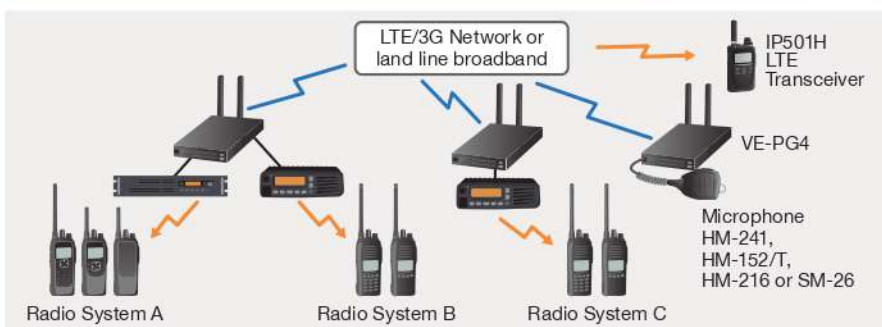 LTE/3G Network or
land line broadband
IP501H
LTE
Transceiver
VE-PG4
Microphone
HM-241,
HM-152/T,
HM-216 or SM-26
Radio System A
Radio System B
Radio System C